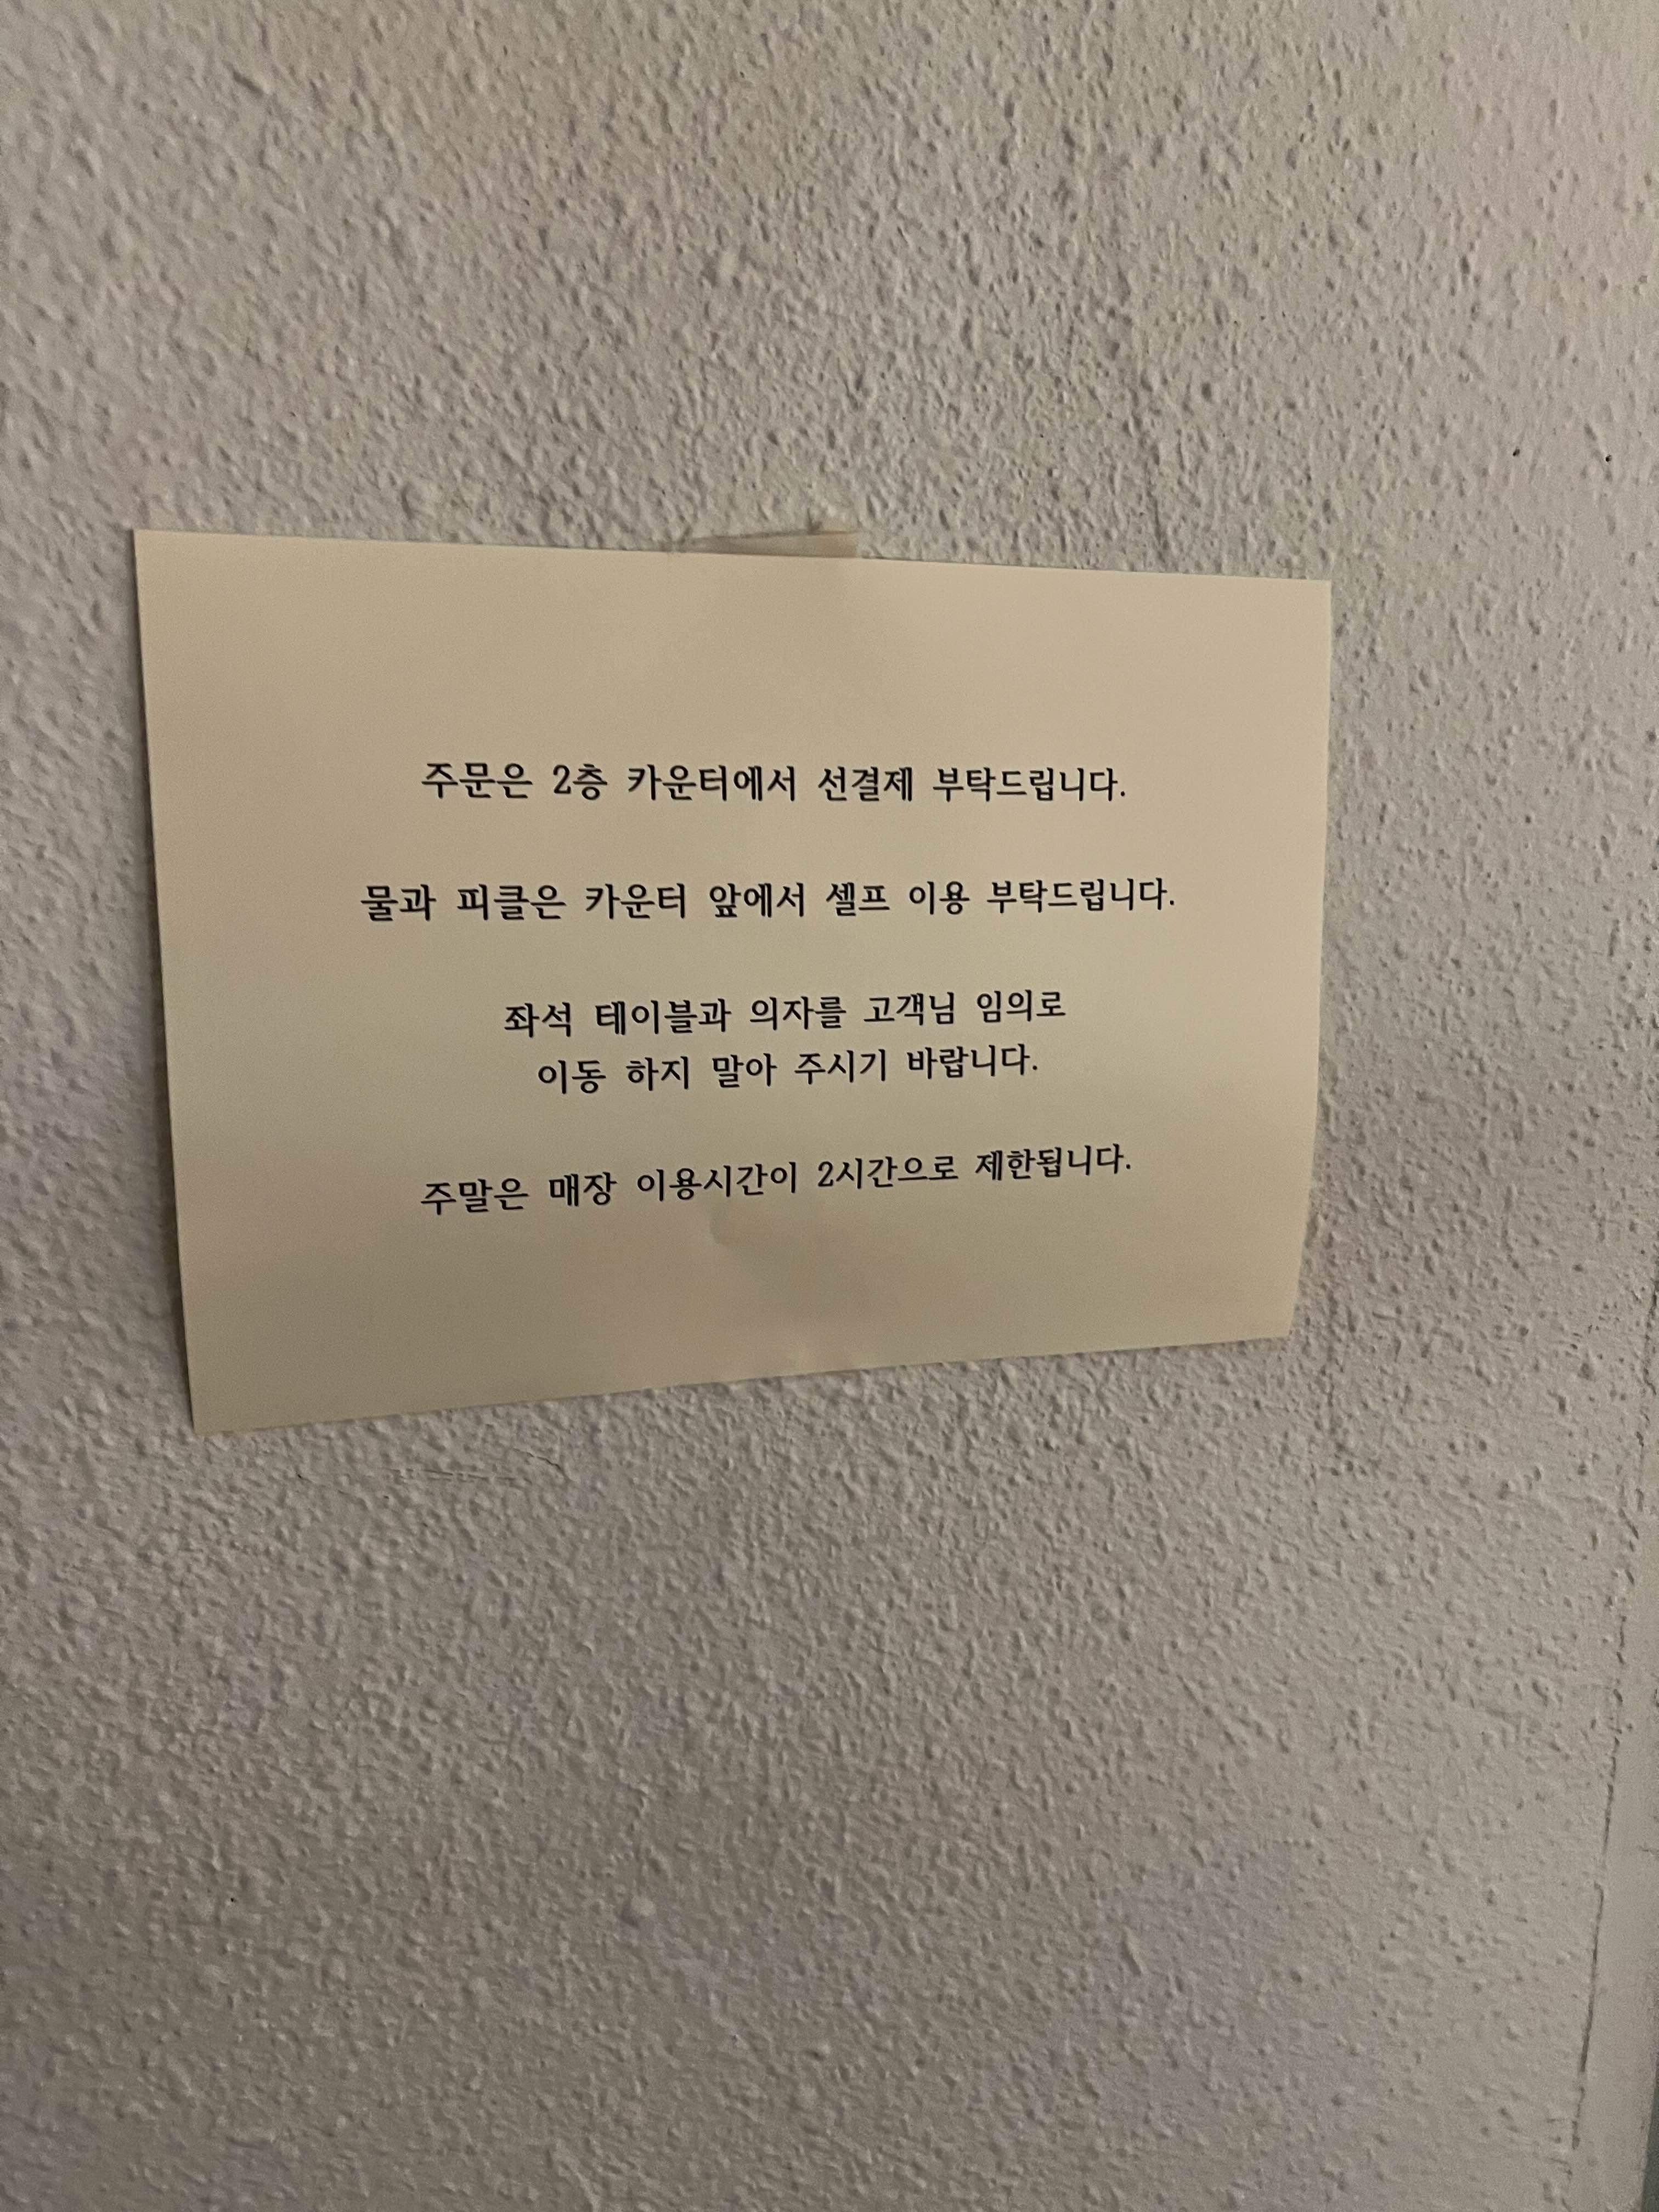 주문은 2층 카운터에서 선결제 부탁드립니다.
물과 피클은 카운터 앞에서 셀프 이용 부탁드립니다.
좌석 테이블과 의자를 고객님 임의로
이동 하지 말아 주시기 바랍니다.
주말은 매장 이용시간이 2시간으로 제한됩니다.